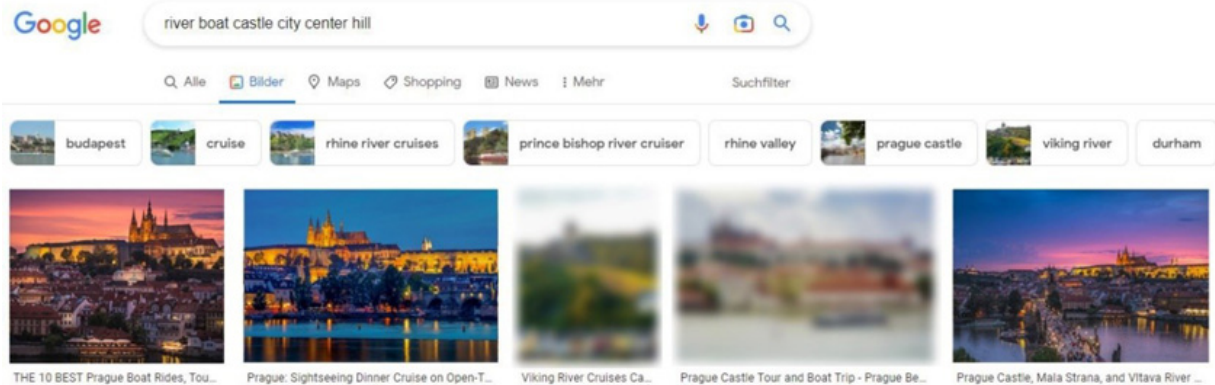 Google
river boat castle city center hill
Alle Bilder Maps Shopping News Mehr Suchfilter
budapest cruise rhine river cruises prince bishop river cruiser rhine valley prague castle viking river durham
THE 10 BEST Prague Boat Rides, Tou... Prague: Sightseeing Dinner Cruise on Open-T... Viking River Cruises Ca... Prague Castle Tour and Boat Trip - Prague Be... Prague Castle, Mala Strana, and Vltava River ...